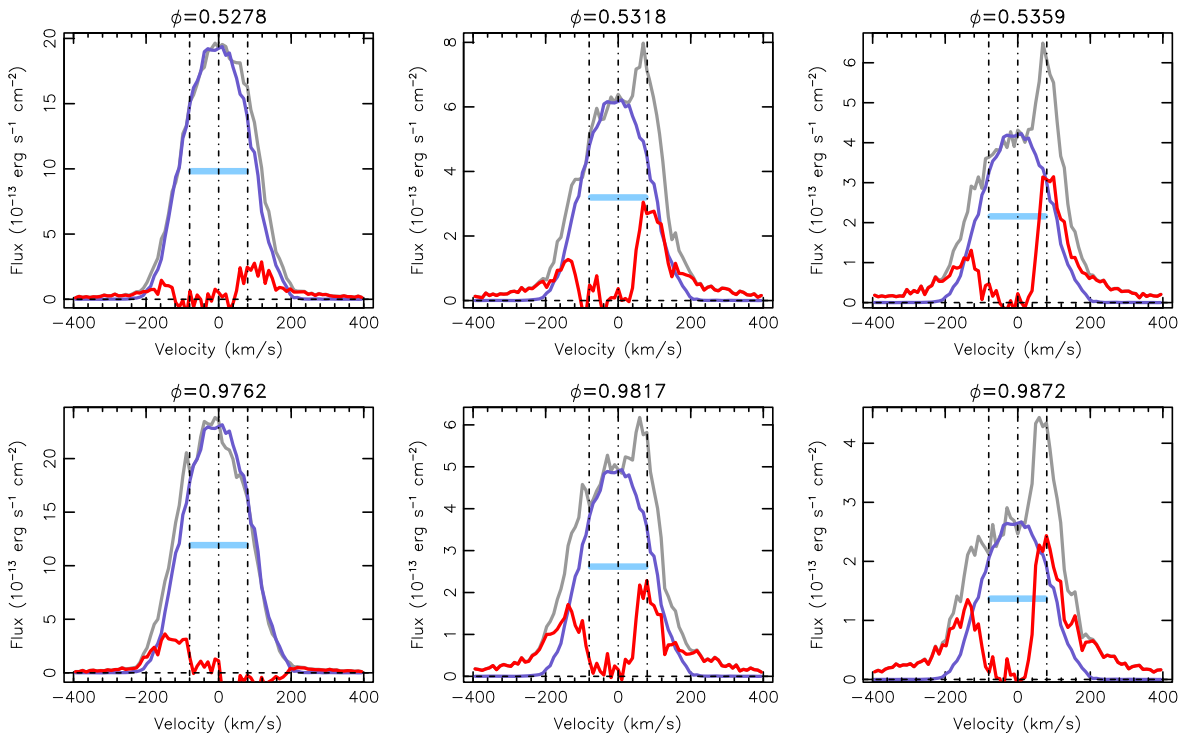 ϕ=0.5278
ϕ=0.5318
ϕ=0.5359
Flux (10⁻¹³ erg s⁻¹ cm⁻²)
20
15
10
5
0
−400 −200 0 200 400
Velocity (km/s)
Flux (10⁻¹³ erg s⁻¹ cm⁻²)
8
6
4
2
0
−400 −200 0 200 400
Velocity (km/s)
Flux (10⁻¹³ erg s⁻¹ cm⁻²)
6
5
4
3
2
1
0
−400 −200 0 200 400
Velocity (km/s)
ϕ=0.9762
ϕ=0.9817
ϕ=0.9872
Flux (10⁻¹³ erg s⁻¹ cm⁻²)
20
15
10
5
0
−400 −200 0 200 400
Velocity (km/s)
Flux (10⁻¹³ erg s⁻¹ cm⁻²)
6
5
4
3
2
1
0
−400 −200 0 200 400
Velocity (km/s)
Flux (10⁻¹³ erg s⁻¹ cm⁻²)
4
3
2
1
0
−400 −200 0 200 400
Velocity (km/s)